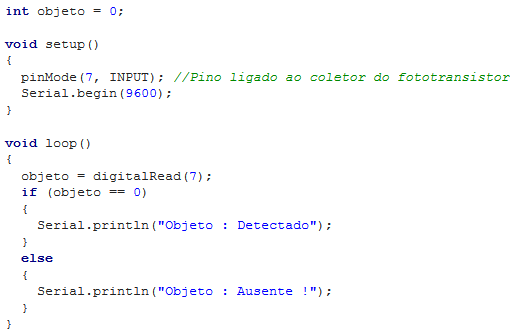 int objeto = 0;

void setup()
{
  pinMode(7, INPUT); //Pino ligado ao coletor do fototransistor
  Serial.begin(9600);
}

void loop()
{
  objeto = digitalRead(7);
  if (objeto == 0)
  {
    Serial.println("Objeto : Detectado");
  }
  else
  {
    Serial.println("Objeto : Ausente !");
  }
}